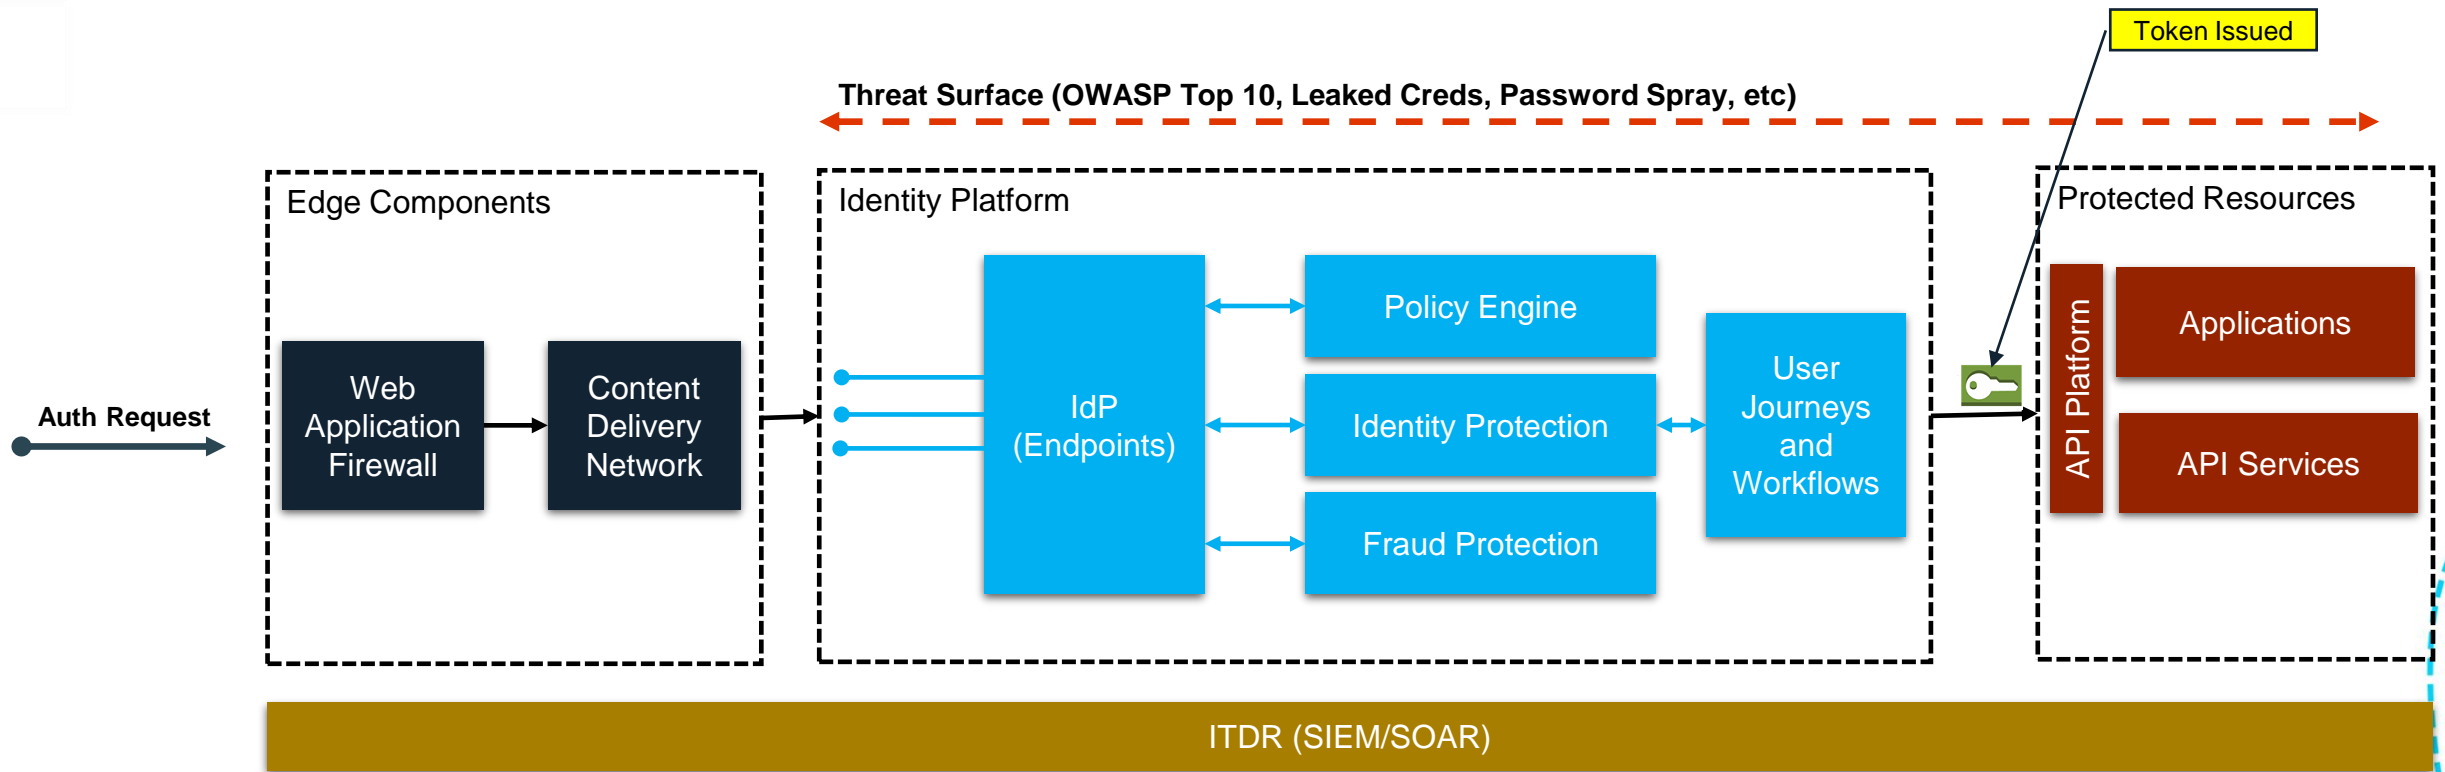 Token Issued
Threat Surface (OWASP Top 10, Leaked Creds, Password Spray, etc)
Edge Components
Identity Platform
Protected Resources
Auth Request
Web
Application
Firewall
Content
Delivery
Network
IdP
(Endpoints)
Policy Engine
Identity Protection
Fraud Protection
User
Journeys
and
Workflows
API Platform
Applications
API Services
ITDR (SIEM/SOAR)